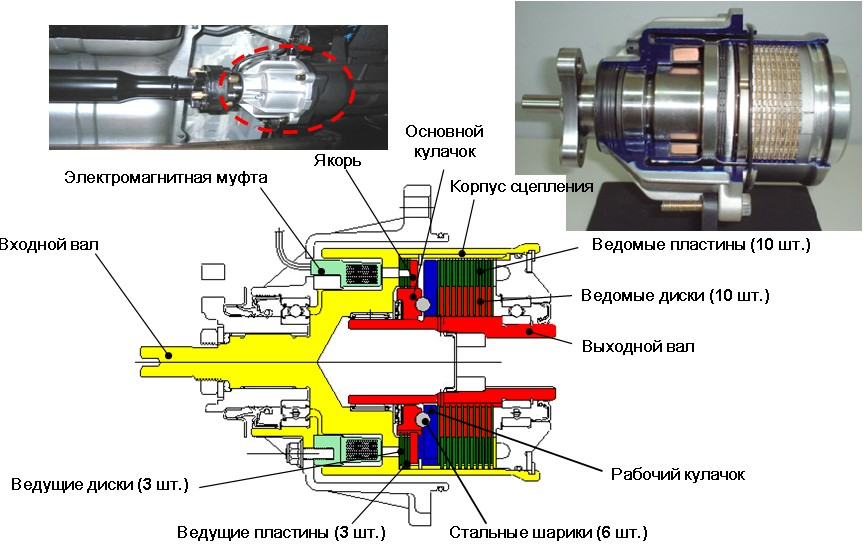 Основной
кулачок
Якорь
Электромагнитная муфта
Корпус сцепления
Входной вал
Ведомые пластины (10 шт.)
Ведомые диски (10 шт.)
Выходной вал
Рабочий кулачок
Ведущие диски (3 шт.)
Ведущие пластины (3 шт.)
Стальные шарики (6 шт.)